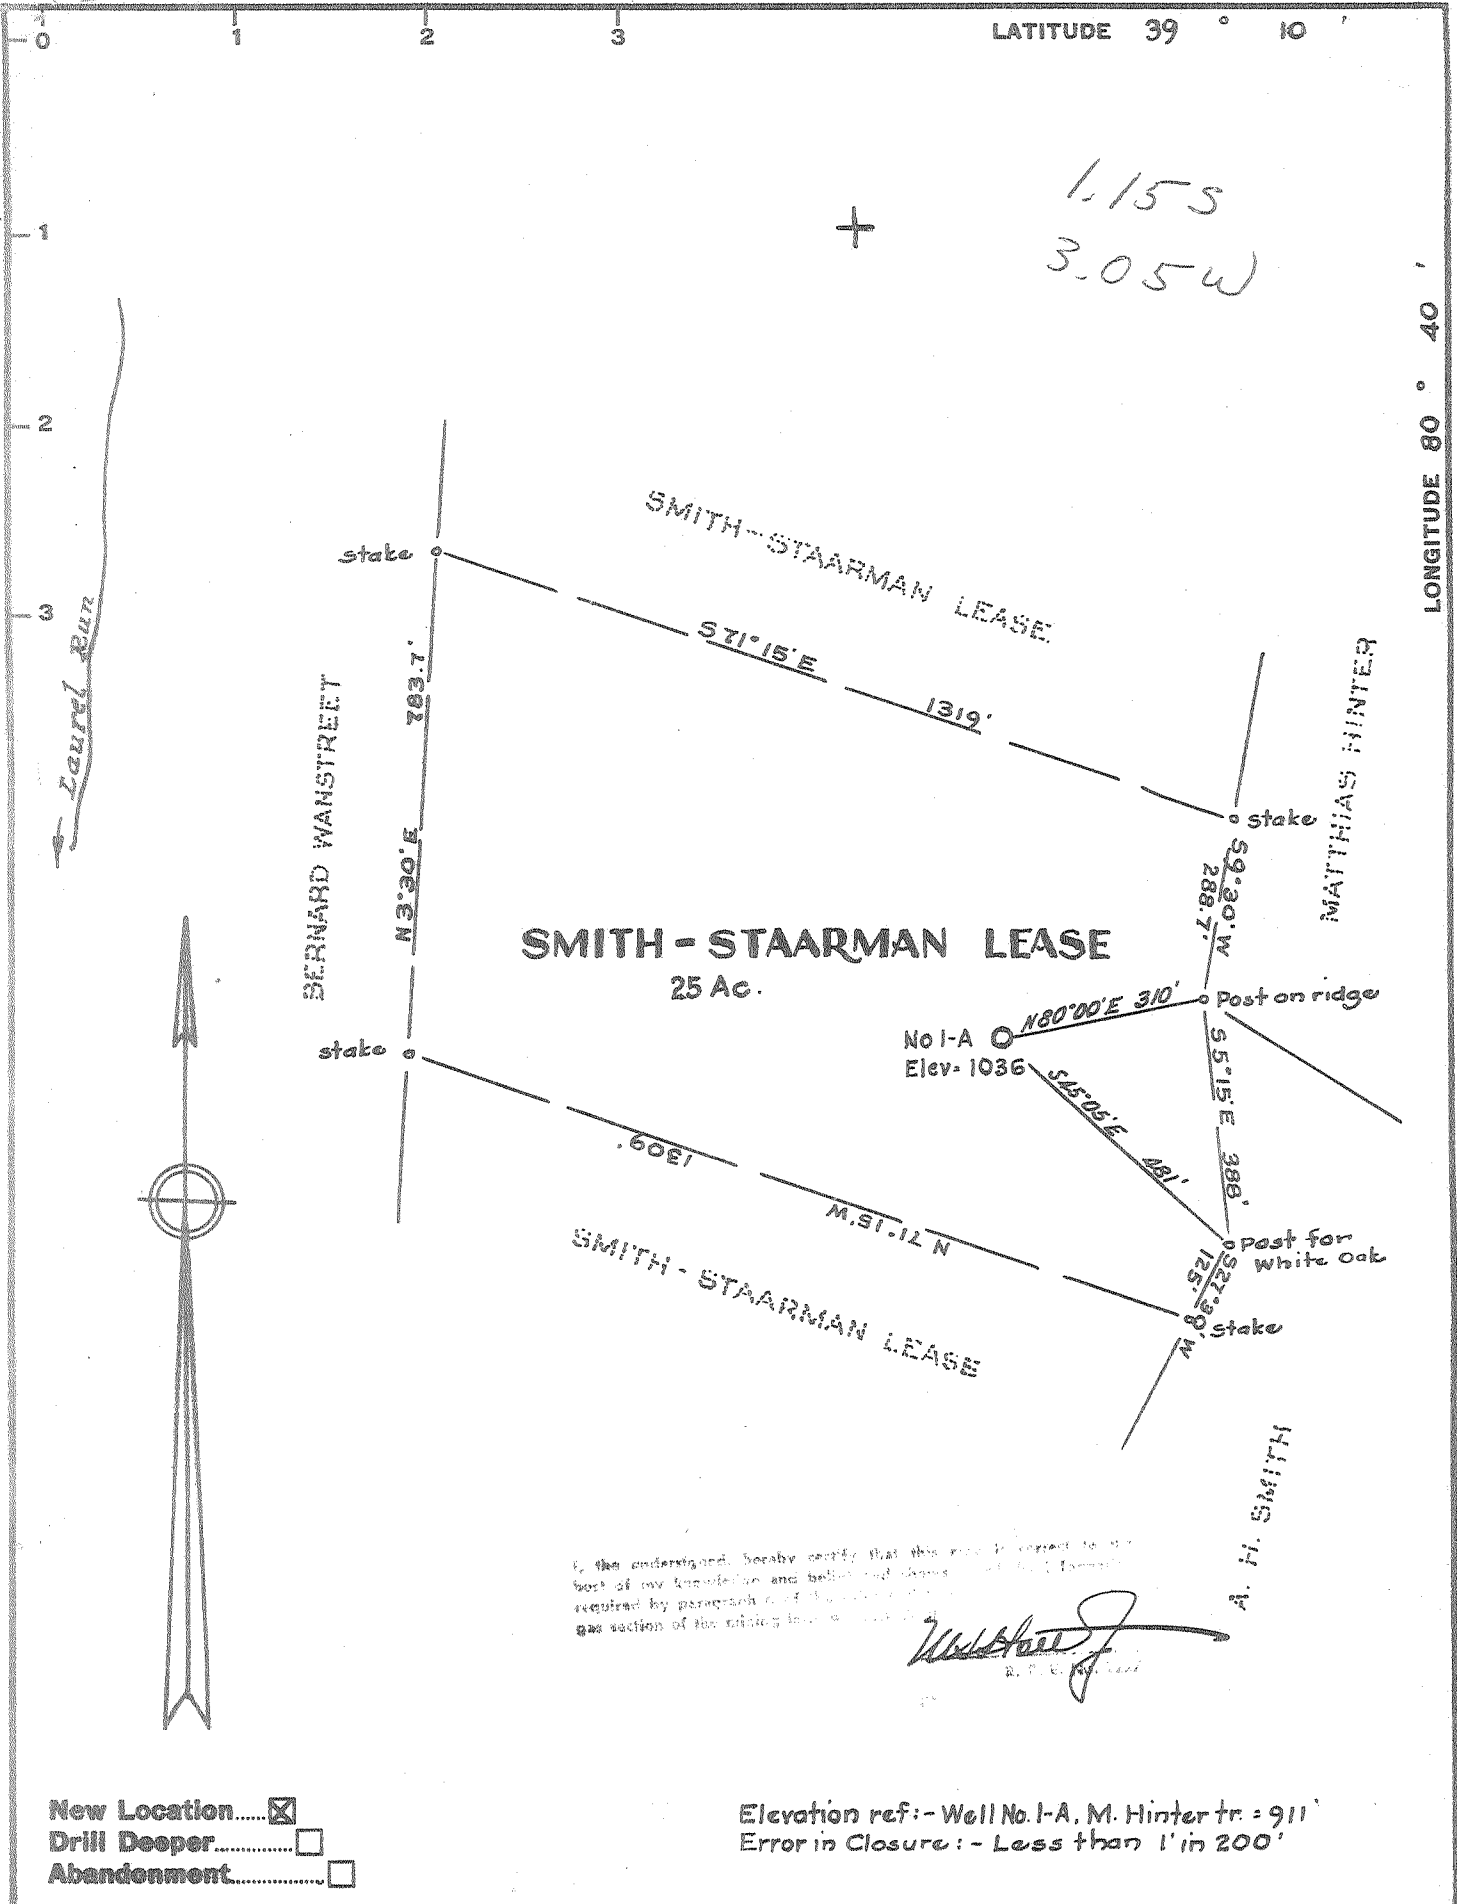 0 1 2 3 LATITUDE 39 ° 10 '
1.15 S
3.05 W
1
2
3
LONGITUDE 80 ° 40 '
Laurel Run
SMITH-STAARMAN LEASE
stake
S 71° 15' E
1319'
783.7'
N 3° 30' E
BERNARD WANSTREET
MATTHIAS HINTER
stake
S 9° 30' W
288.7'
SMITH - STAARMAN LEASE
25 Ac.
Post on ridge
N 80° 00' E 310'
No 1-A
Elev = 1036
S 45° 05' E
481'
S 5° 15' E 388'
stake
1309'
N 71° 15' W
SMITH - STAARMAN LEASE
Post for
White Oak
S 27° 30' W
125'
stake
A. H. SMITH
I, the undersigned, hereby certify that this map is correct to the
best of my knowledge and belief and shows
required by paragraph
gas section of the mining
New Location......☒
Drill Deeper..............☐
Abandonment.................☐
Elevation ref:- Well No. 1-A, M. Hinter tr. = 911'
Error in Closure:- Less than 1' in 200'